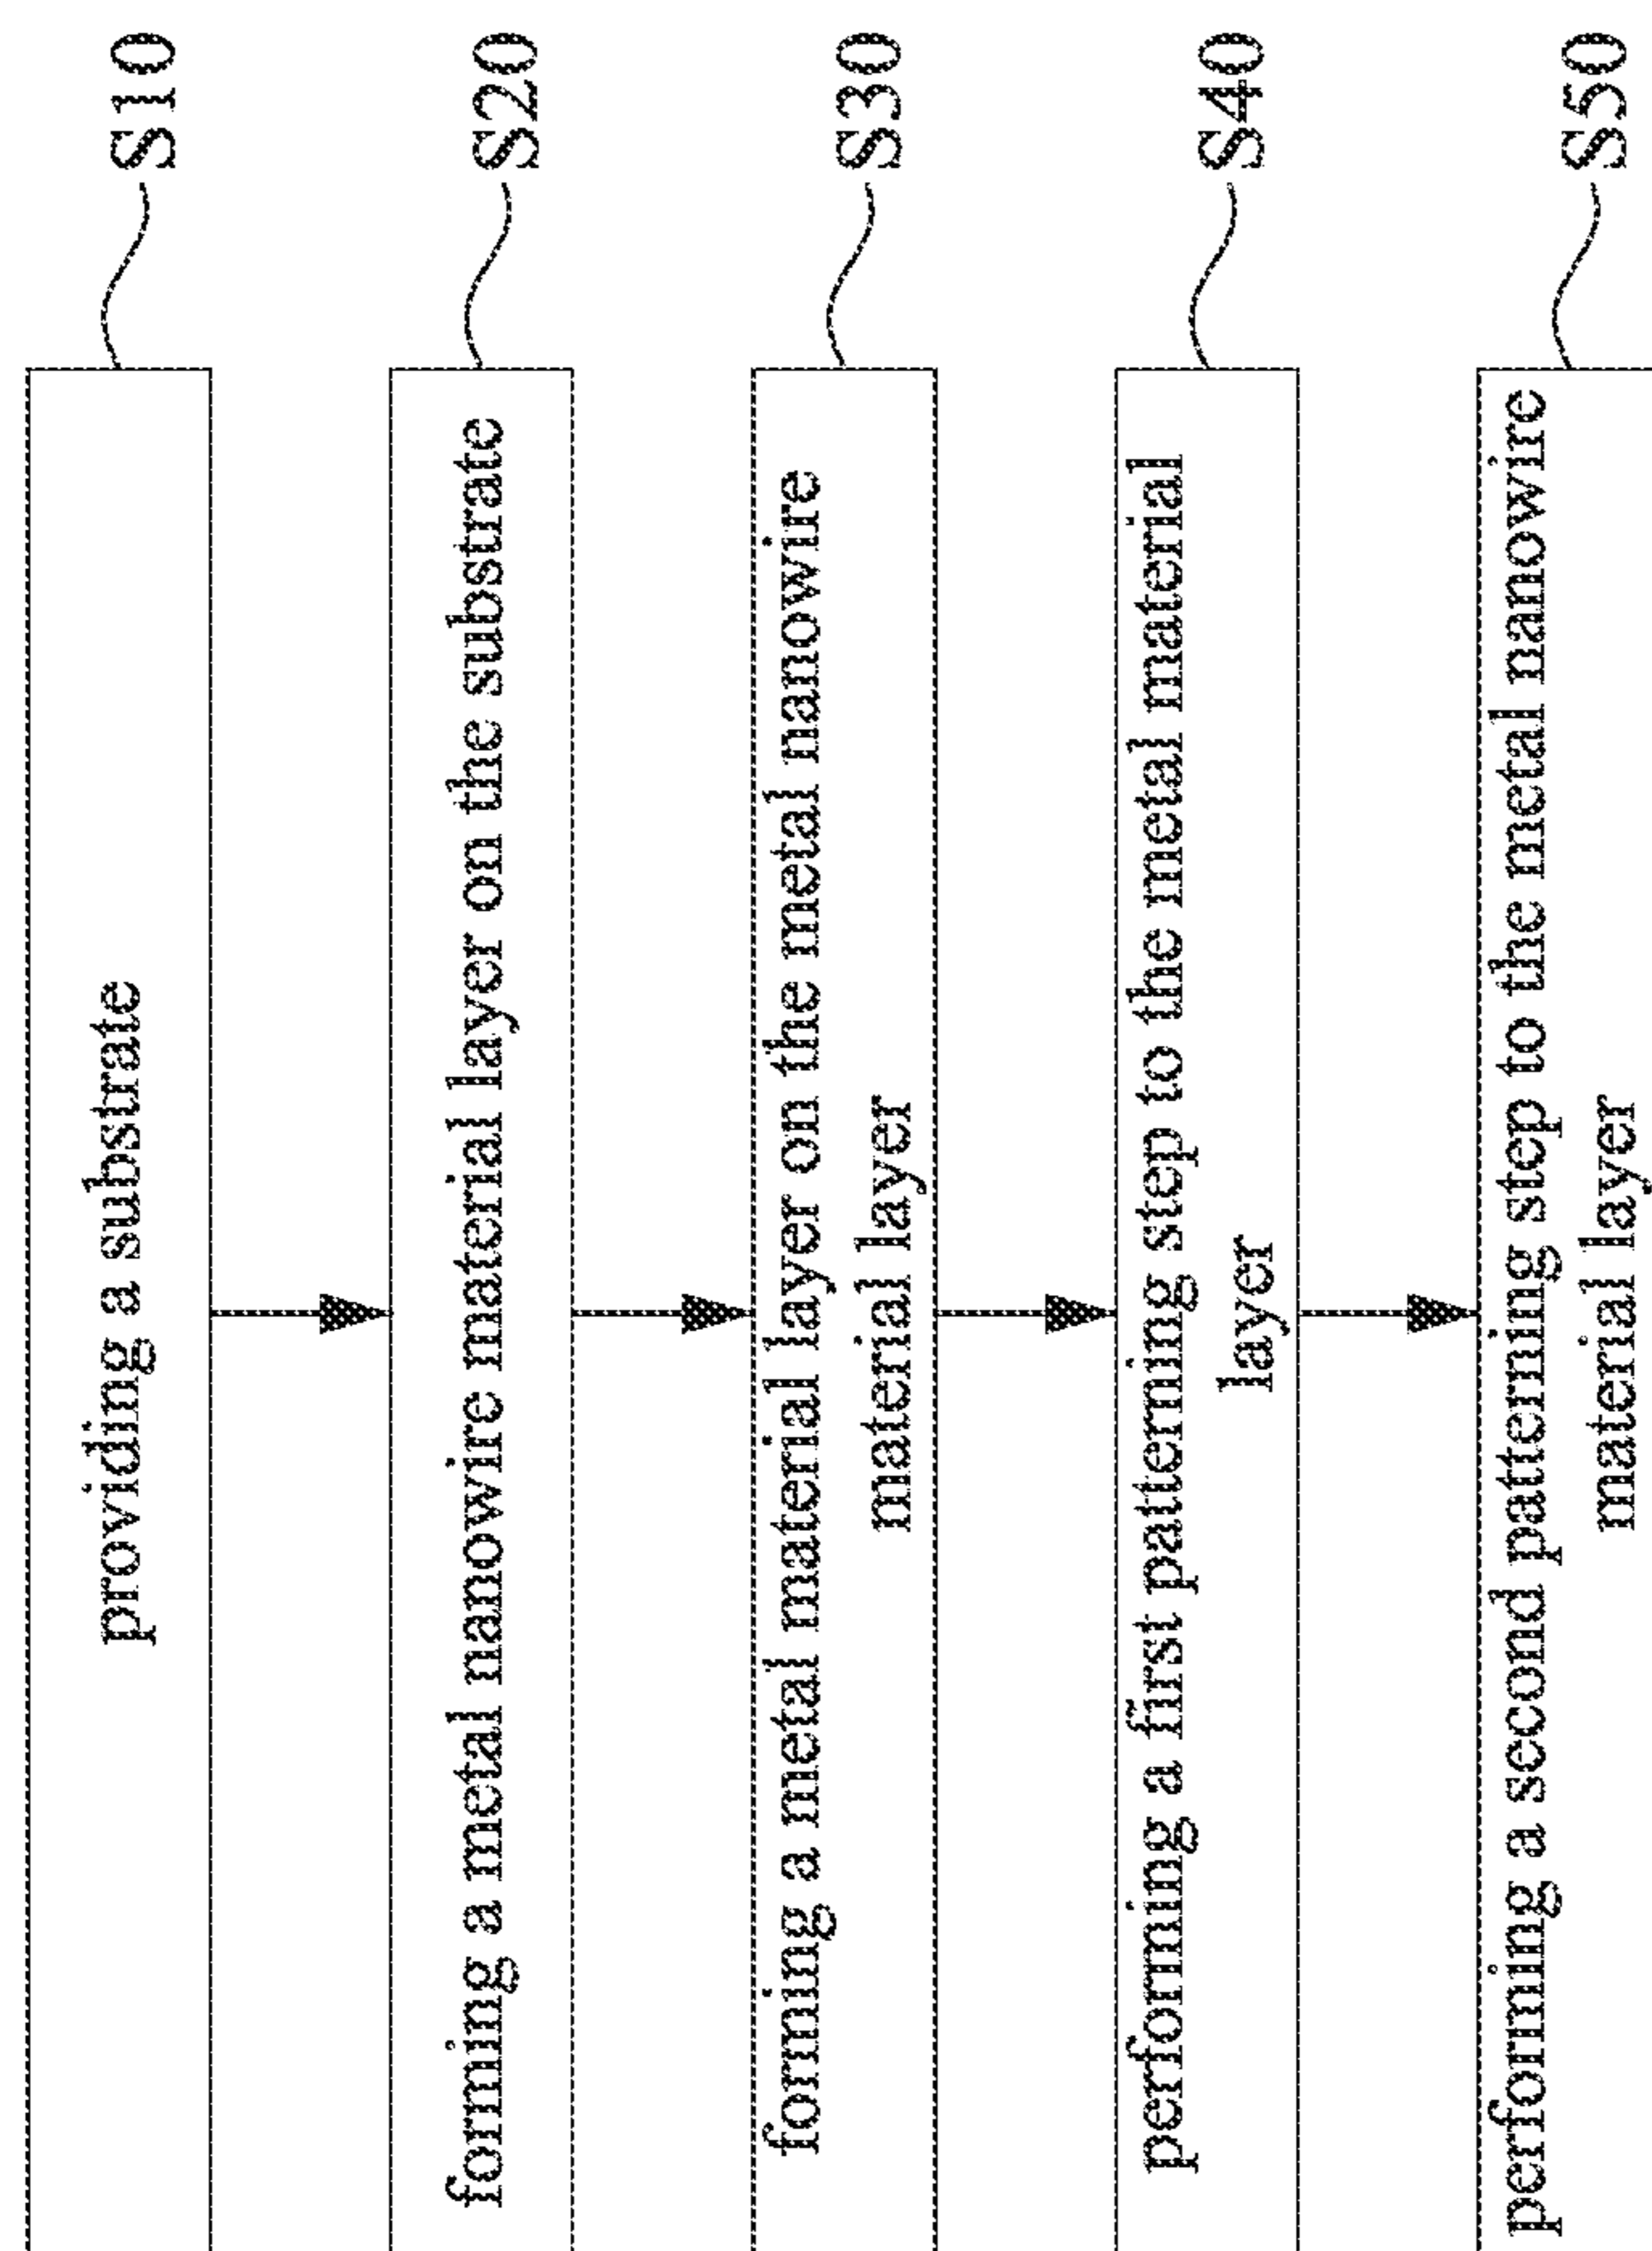 providing a substrate
S10
forming a metal nanowire material layer on the substrate
S20
forming a metal material layer on the metal nanowire
material layer
S30
performing a first patterning step to the metal material
layer
S40
performing a second patterning step to the metal nanowire
material layer
S50